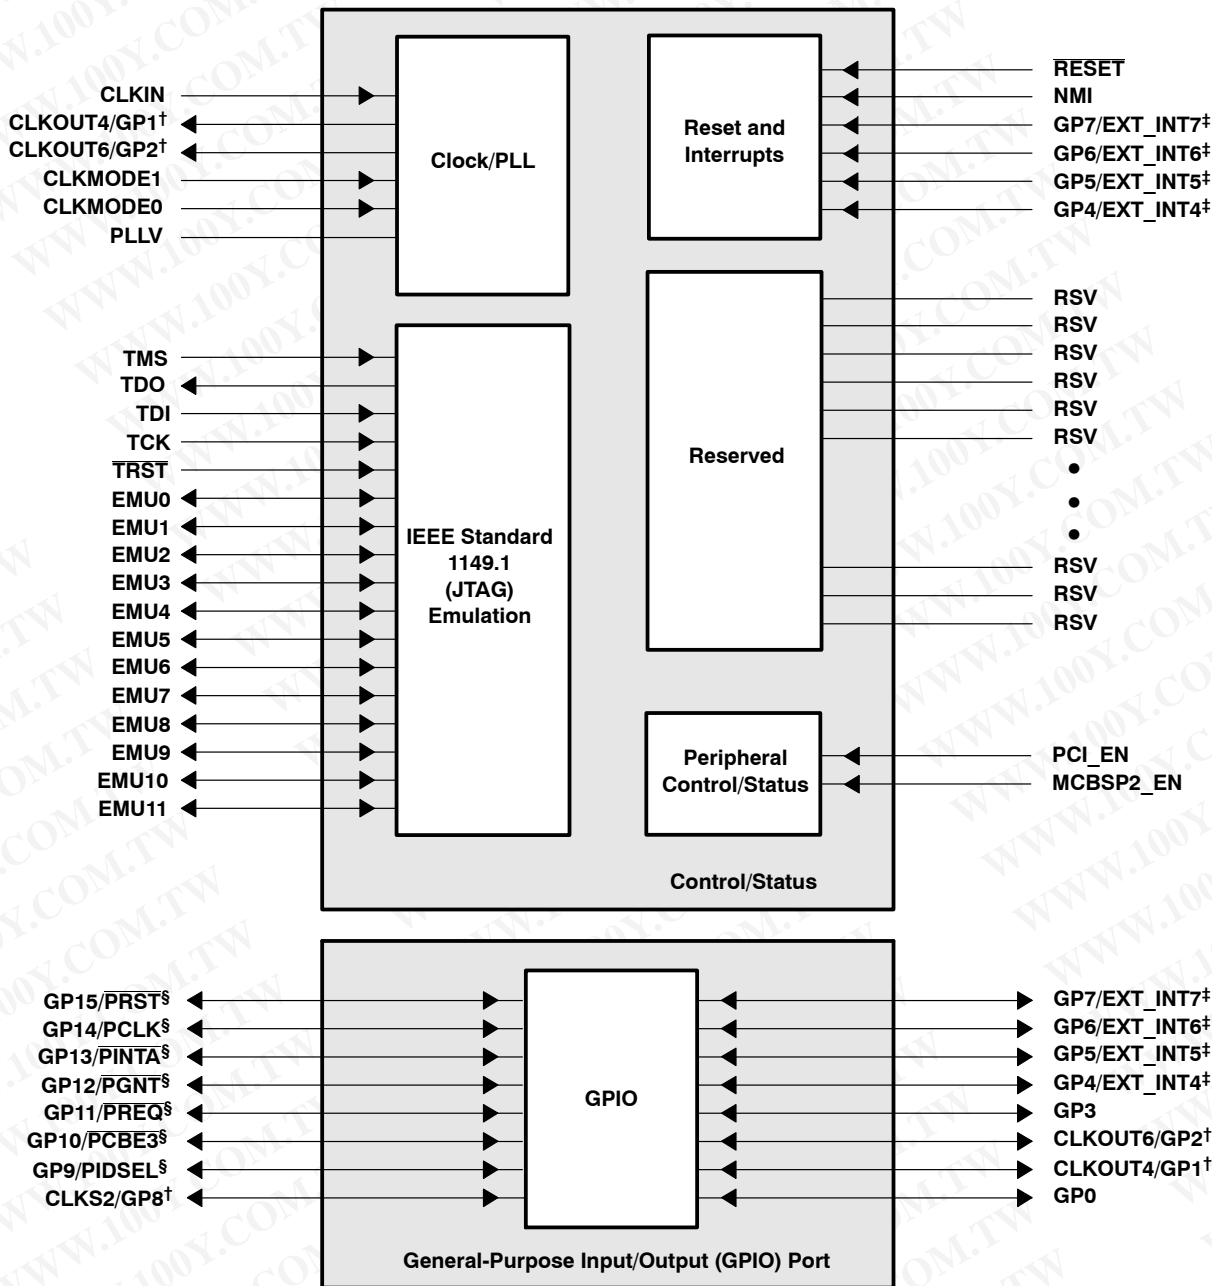 CLKIN
CLKOUT4/GP1†
CLKOUT6/GP2†
CLKMODE1
CLKMODE0
PLLV
Clock/PLL
Reset and
Interrupts
RESET
NMI
GP7/EXT_INT7‡
GP6/EXT_INT6‡
GP5/EXT_INT5‡
GP4/EXT_INT4‡
TMS
TDO
TDI
TCK
TRST
EMU0
EMU1
EMU2
EMU3
EMU4
EMU5
EMU6
EMU7
EMU8
EMU9
EMU10
EMU11
IEEE Standard
1149.1
(JTAG)
Emulation
Reserved
RSV
RSV
RSV
RSV
RSV
RSV
RSV
RSV
RSV
Peripheral
Control/Status
PCI_EN
MCBSP2_EN
Control/Status
GP15/PRST§
GP14/PCLK§
GP13/PINTA§
GP12/PGNT§
GP11/PREQ§
GP10/PCBE3§
GP9/PIDSEL§
CLKS2/GP8†
GPIO
GP7/EXT_INT7‡
GP6/EXT_INT6‡
GP5/EXT_INT5‡
GP4/EXT_INT4‡
GP3
CLKOUT6/GP2†
CLKOUT4/GP1†
GP0
General-Purpose Input/Output (GPIO) Port
WWW.100Y.COM.TW